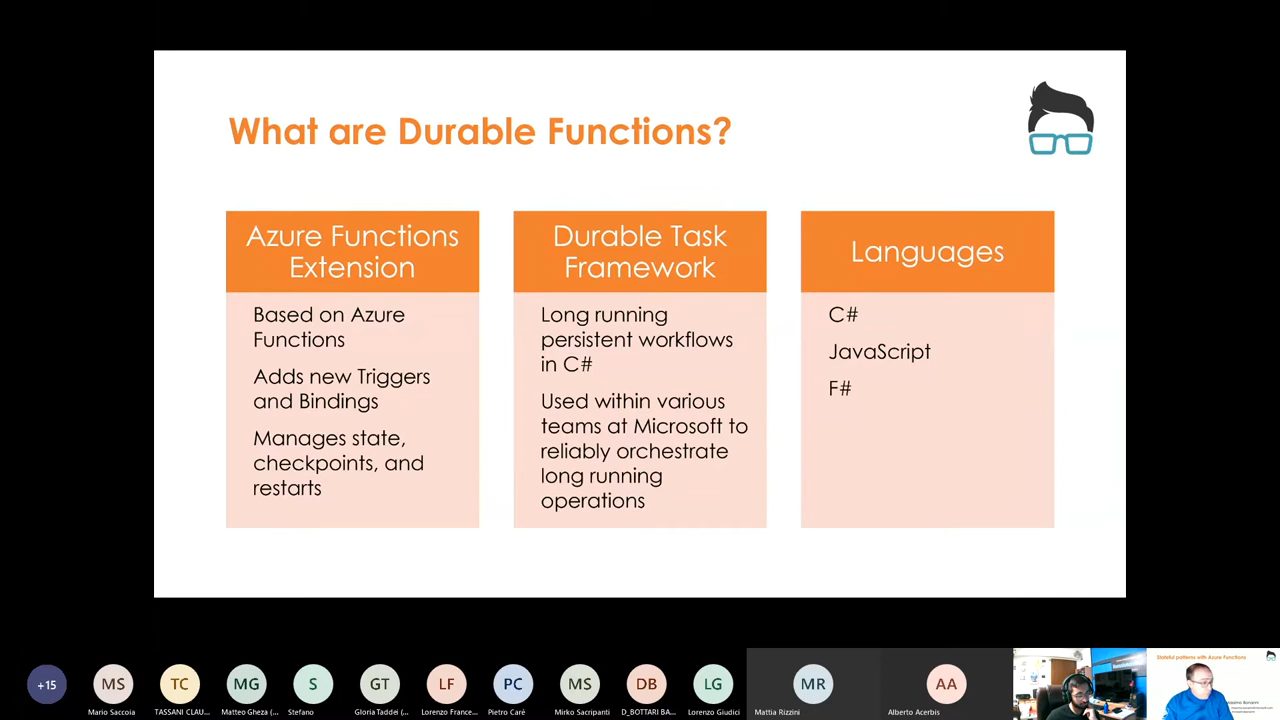 What are Durable Functions?
Azure Functions
Extension
Based on Azure
Functions
Adds new Triggers
and Bindings
Manages state,
checkpoints, and
restarts
Durable Task
Framework
Long running
persistent workflows
in C#
Used within various
teams at Microsoft to
reliably orchestrate
long running
operations
Languages
C#
JavaScript
F#
+15
MS
Mario Saccoia
TC
TASSANI CLAU...
MG
Matteo Gheza (...
S
Stefano
GT
Gloria Taddei (...
LF
Lorenzo France...
PC
Pietro Caré
MS
Mirko Sacripanti
DB
D_BOTTARI BA...
LG
Lorenzo Giudici
MR
Mattia Rizzini
AA
Alberto Acerbis
Stateful patterns with Azure Functions